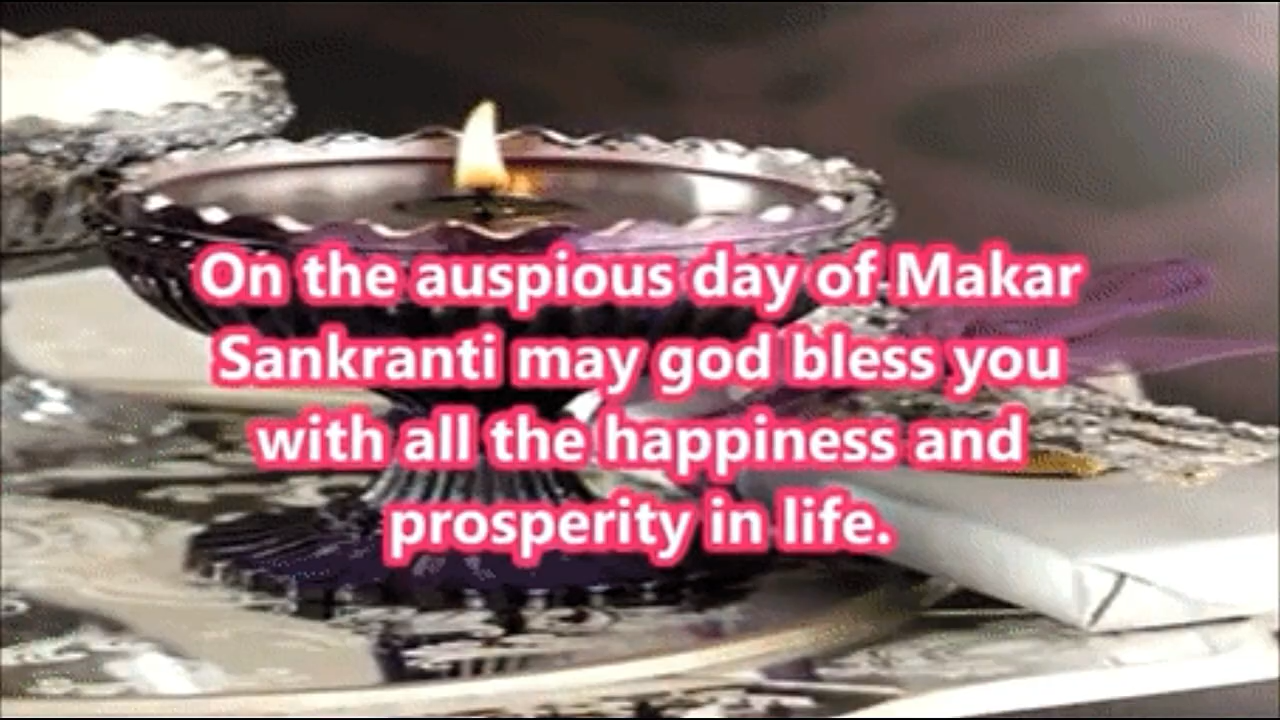 On the auspious day of Makar
Sankranti may god bless you
with all the happiness and
prosperity in life.